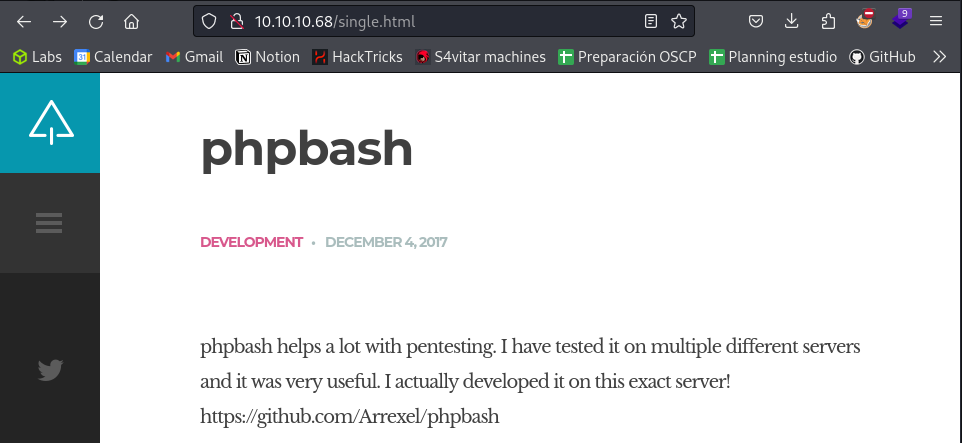 10.10.10.68/single.html
9
Labs Calendar Gmail Notion HackTricks S4vitar machines Preparación OSCP Planning estudio GitHub
phpbash
DEVELOPMENT • DECEMBER 4, 2017
phpbash helps a lot with pentesting. I have tested it on multiple different servers
and it was very useful. I actually developed it on this exact server!
https://github.com/Arrexel/phpbash